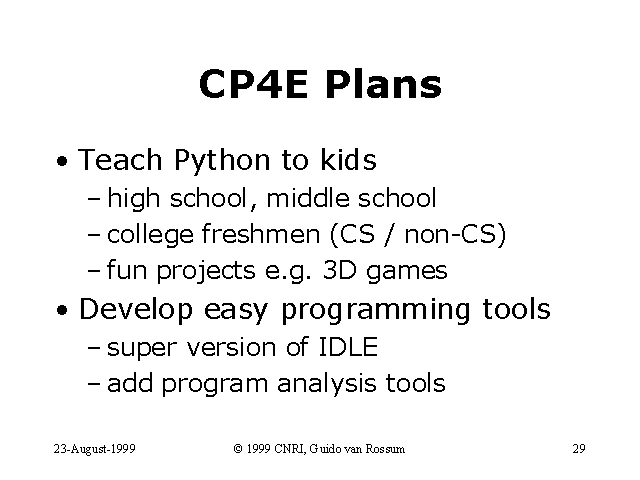 CP4E Plans
• Teach Python to kids
– high school, middle school
– college freshmen (CS / non-CS)
– fun projects e.g. 3D games
• Develop easy programming tools
– super version of IDLE
– add program analysis tools
23-August-1999 © 1999 CNRI, Guido van Rossum 29